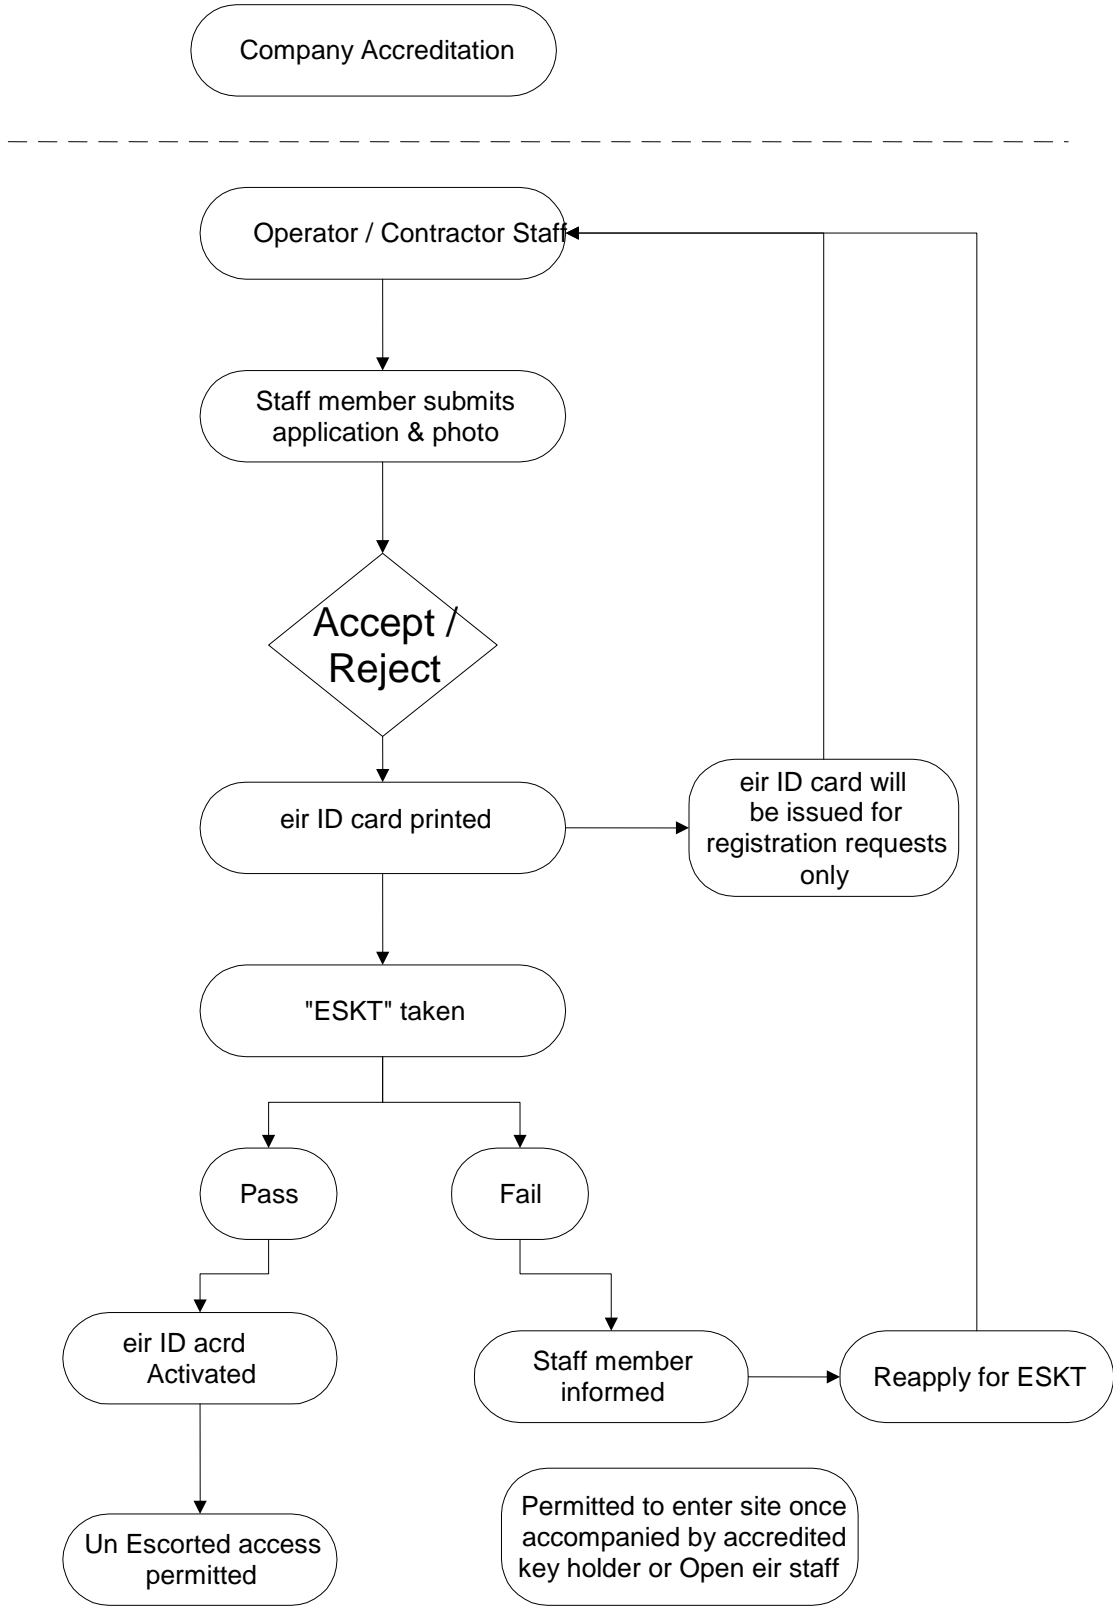 Company Accreditation
Operator / Contractor Staff
Staff member submits
application & photo
Accept /
Reject
eir ID card printed
eir ID card will
be issued for
registration requests
only
"ESKT" taken
Pass
Fail
eir ID acrd
Activated
Staff member
informed
Reapply for ESKT
Un Escorted access
permitted
Permitted to enter site once
accompanied by accredited
key holder or Open eir staff